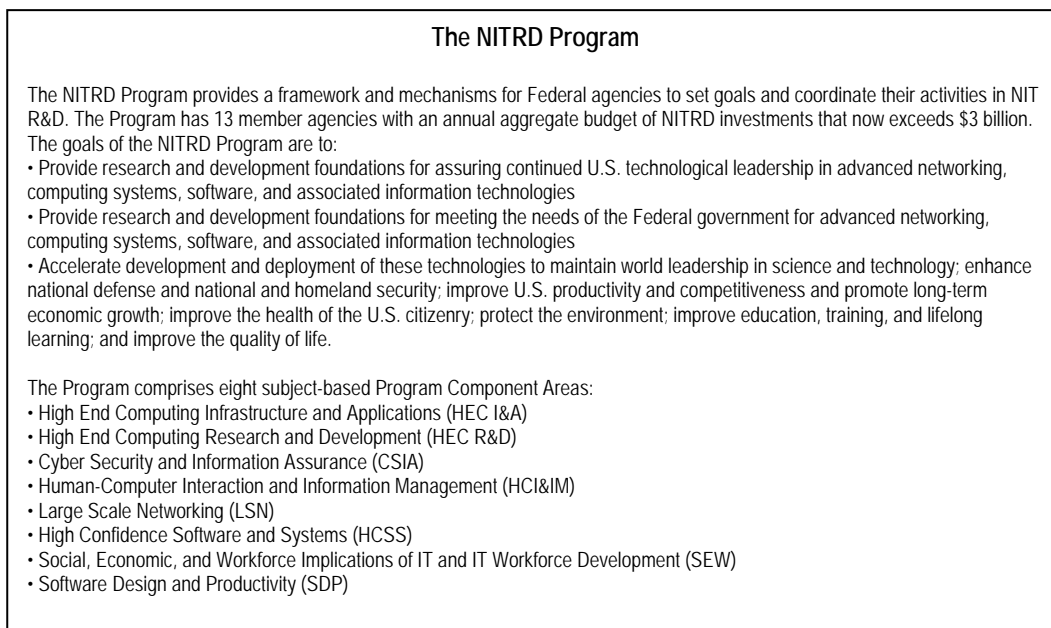 The NITRD Program
The NITRD Program provides a framework and mechanisms for Federal agencies to set goals and coordinate their activities in NIT
R&D. The Program has 13 member agencies with an annual aggregate budget of NITRD investments that now exceeds $3 billion.
The goals of the NITRD Program are to:
• Provide research and development foundations for assuring continued U.S. technological leadership in advanced networking,
computing systems, software, and associated information technologies
• Provide research and development foundations for meeting the needs of the Federal government for advanced networking,
computing systems, software, and associated information technologies
• Accelerate development and deployment of these technologies to maintain world leadership in science and technology; enhance
national defense and national and homeland security; improve U.S. productivity and competitiveness and promote long-term
economic growth; improve the health of the U.S. citizenry; protect the environment; improve education, training, and lifelong
learning; and improve the quality of life.
The Program comprises eight subject-based Program Component Areas:
• High End Computing Infrastructure and Applications (HEC I&A)
• High End Computing Research and Development (HEC R&D)
• Cyber Security and Information Assurance (CSIA)
• Human-Computer Interaction and Information Management (HCI&IM)
• Large Scale Networking (LSN)
• High Confidence Software and Systems (HCSS)
• Social, Economic, and Workforce Implications of IT and IT Workforce Development (SEW)
• Software Design and Productivity (SDP)